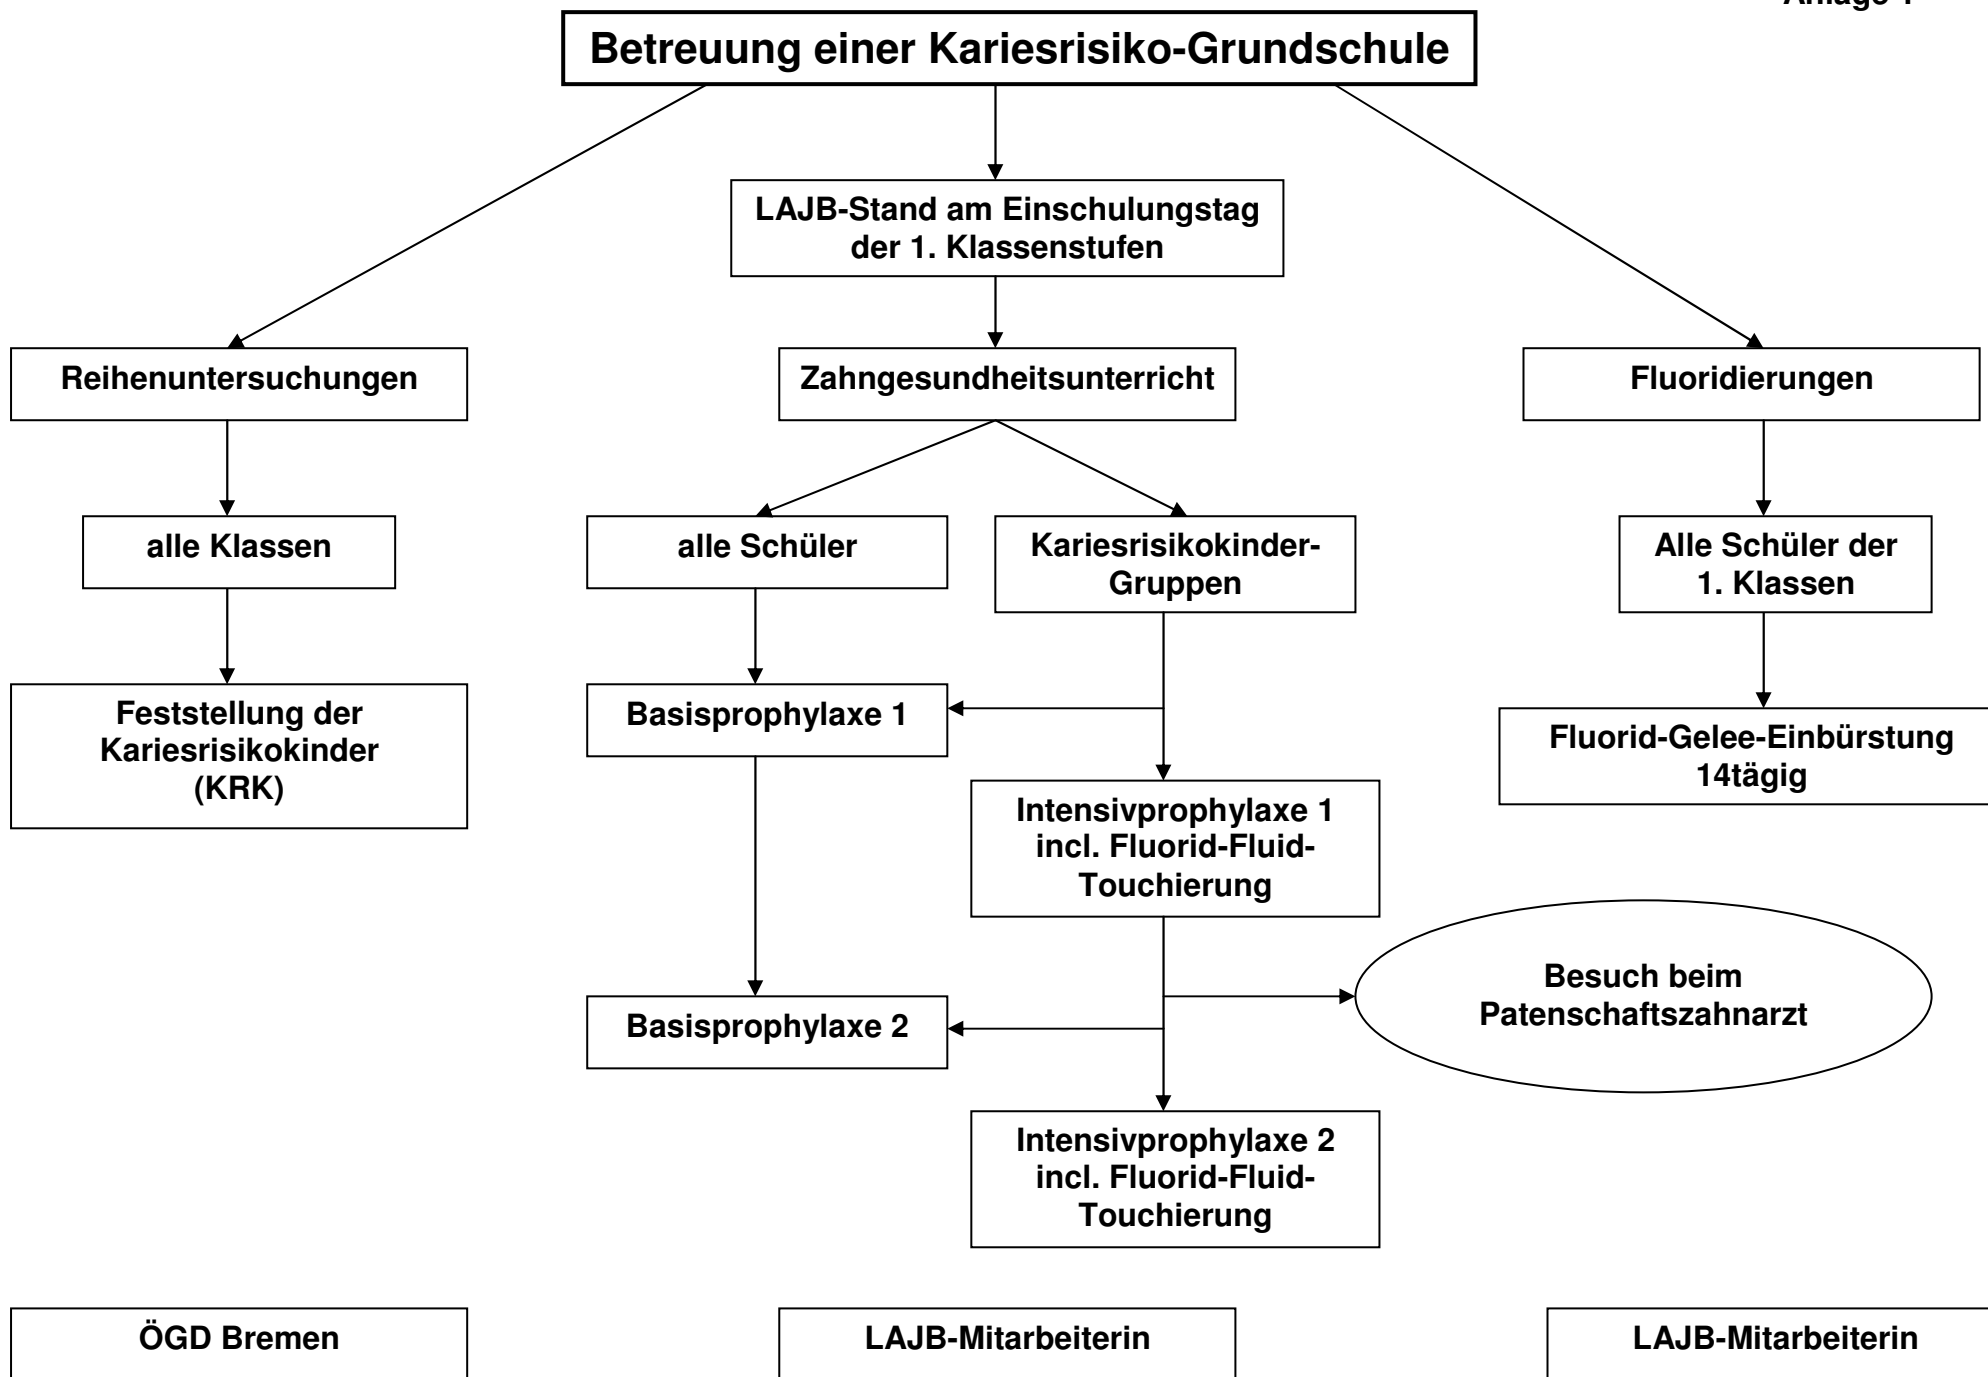 Anlage 1
Betreuung einer Kariesrisiko-Grundschule
LAJB-Stand am Einschulungstag
der 1. Klassenstufen
Reihenuntersuchungen
Zahngesundheitsunterricht
Fluoridierungen
alle Klassen
alle Schüler
Kariesrisikokinder-
Gruppen
Alle Schüler der
1. Klassen
Feststellung der
Kariesrisikokinder
(KRK)
Basisprophylaxe 1
Fluorid-Gelee-Einbürstung
14tägig
Intensivprophylaxe 1
incl. Fluorid-Fluid-
Touchierung
Besuch beim
Patenschaftszahnarzt
Basisprophylaxe 2
Intensivprophylaxe 2
incl. Fluorid-Fluid-
Touchierung
ÖGD Bremen
LAJB-Mitarbeiterin
LAJB-Mitarbeiterin